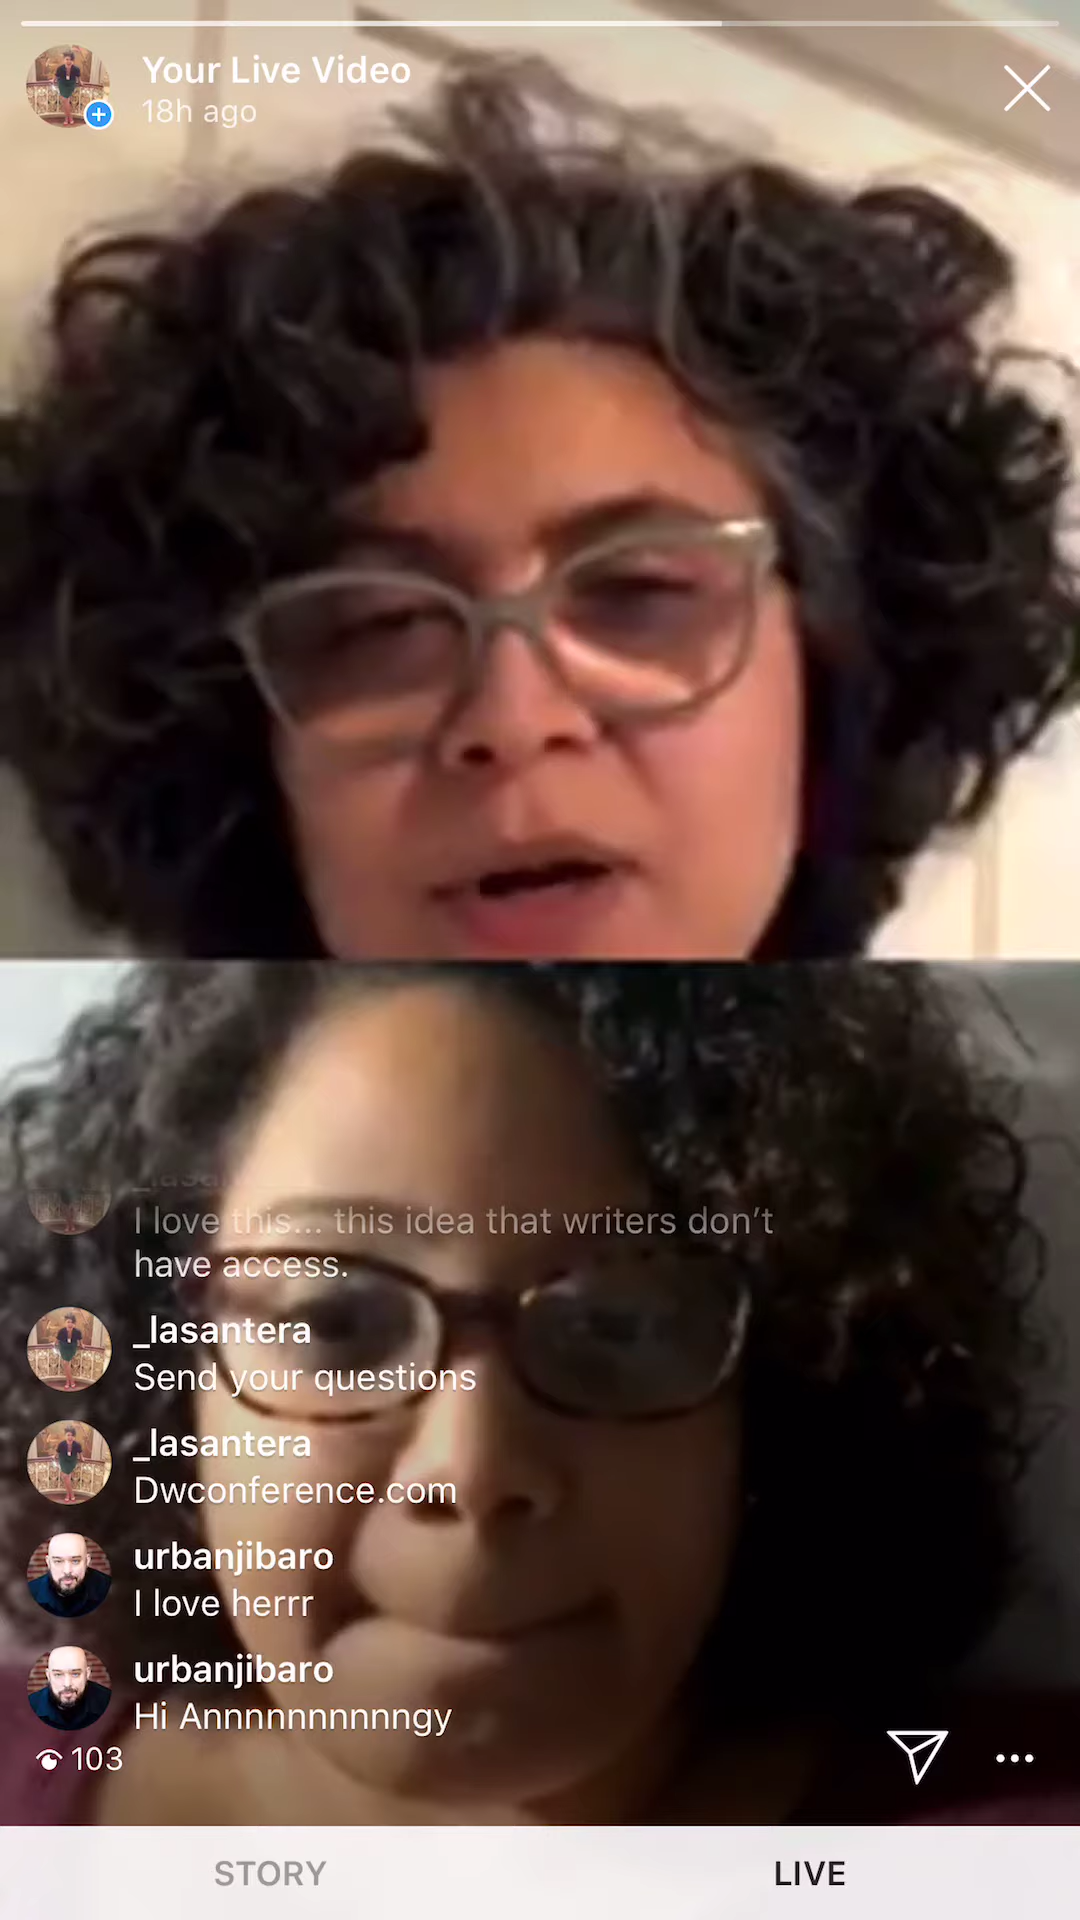 Your Live Video
18h ago
I love this... this idea that writers don't
have access.
_lasantera
Send your questions
_lasantera
Dwconference.com
urbanjibaro
I love herrr
urbanjibaro
Hi Annnnnnnnnngy
103
STORY
LIVE